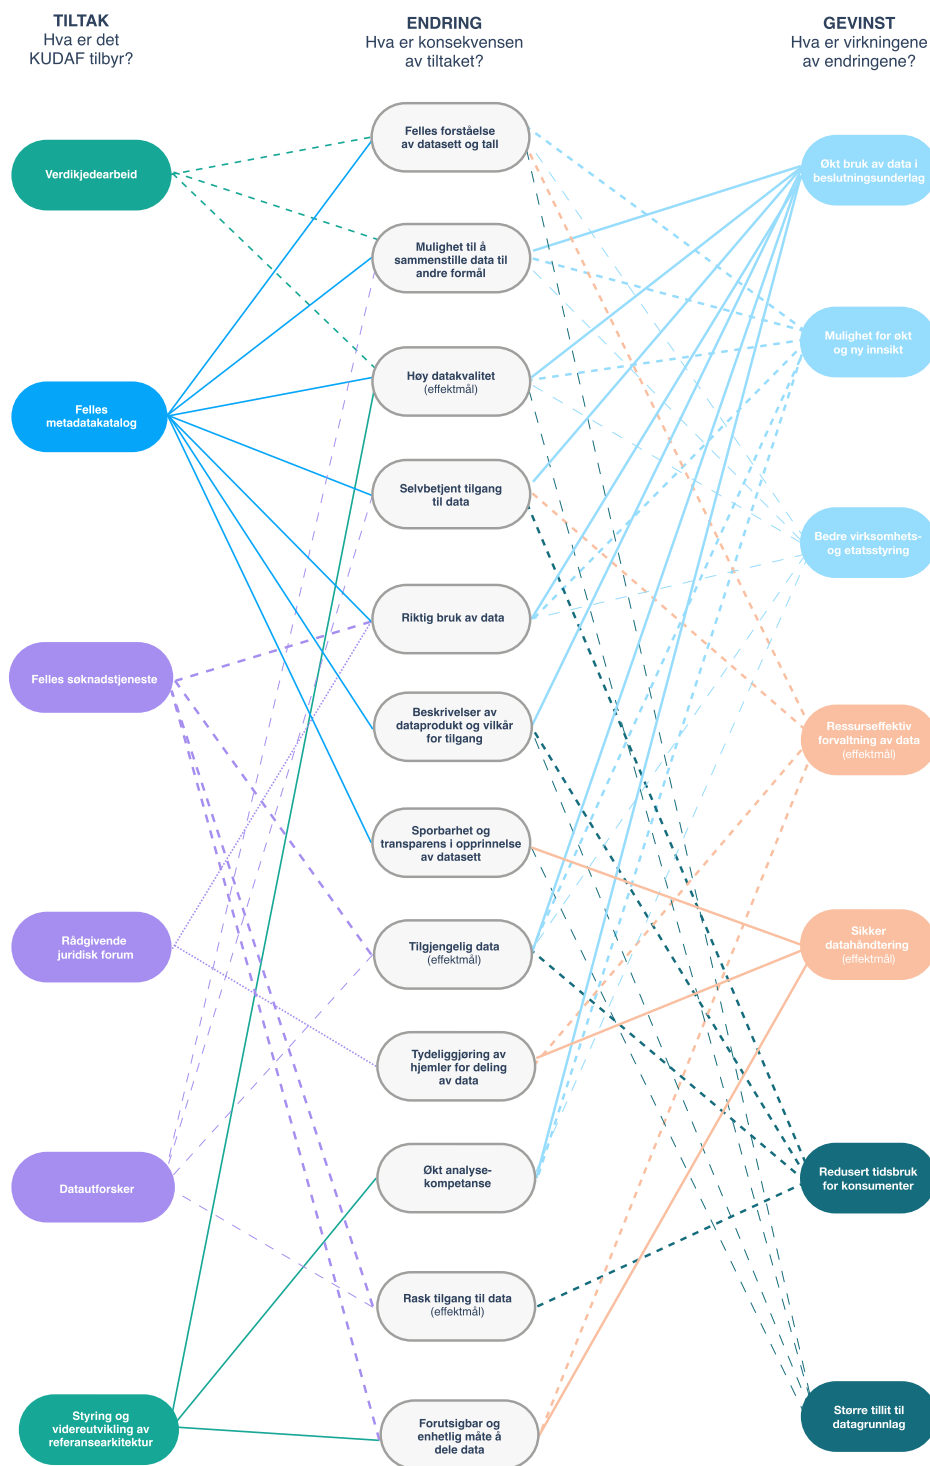 TILTAK
Hva er det
KUDAF tilbyr?
ENDRING
Hva er konsekvensen
av tiltaket?
GEVINST
Hva er virkningene
av endringene?
Verdikjedearbeid
Felles
metadatakatalog
Felles søknadstjeneste
Rådgivende
juridisk forum
Datautforsker
Styring og
videreutvikling av
referansearkitektur
Felles forståelse
av datasett og tall
Mulighet til å
sammenstille data til
andre formål
Høy datakvalitet
(effektmål)
Selvbetjent tilgang
til data
Riktig bruk av data
Beskrivelser av
dataprodukt og vilkår
for tilgang
Sporbarhet og
transparens i opprinnelse
av datasett
Tilgjengelig data
(effektmål)
Tydeliggjøring av
hjemler for deling
av data
Økt analyse-
kompetanse
Rask tilgang til data
(effektmål)
Forutsigbar og
enhetlig måte å
dele data
Økt bruk av data i
beslutningsunderlag
Mulighet for økt
og ny innsikt
Bedre virksomhets-
og etatsstyring
Ressurseffektiv
forvaltning av data
(effektmål)
Sikker
datahåndtering
(effektmål)
Redusert tidsbruk
for konsumenter
Større tillit til
datagrunnlag